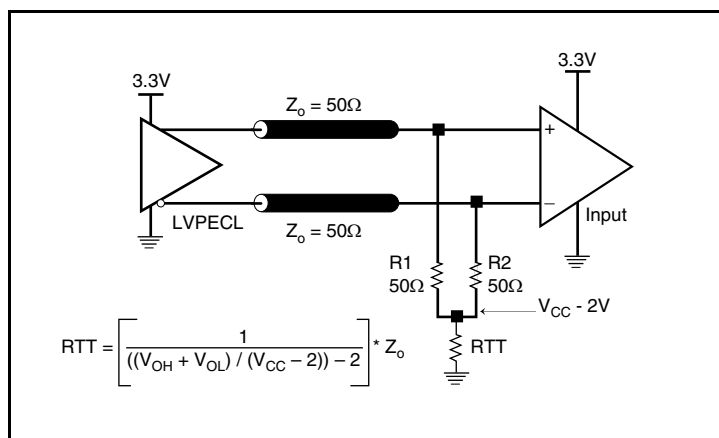 3.3V
3.3V
Zo = 50Ω
+
–
LVPECL
Input
Zo = 50Ω
R1
50Ω
R2
50Ω
VCC - 2V
RTT = [ 1 / ((VOH + VOL) / (VCC – 2)) – 2 ] * Zo
RTT